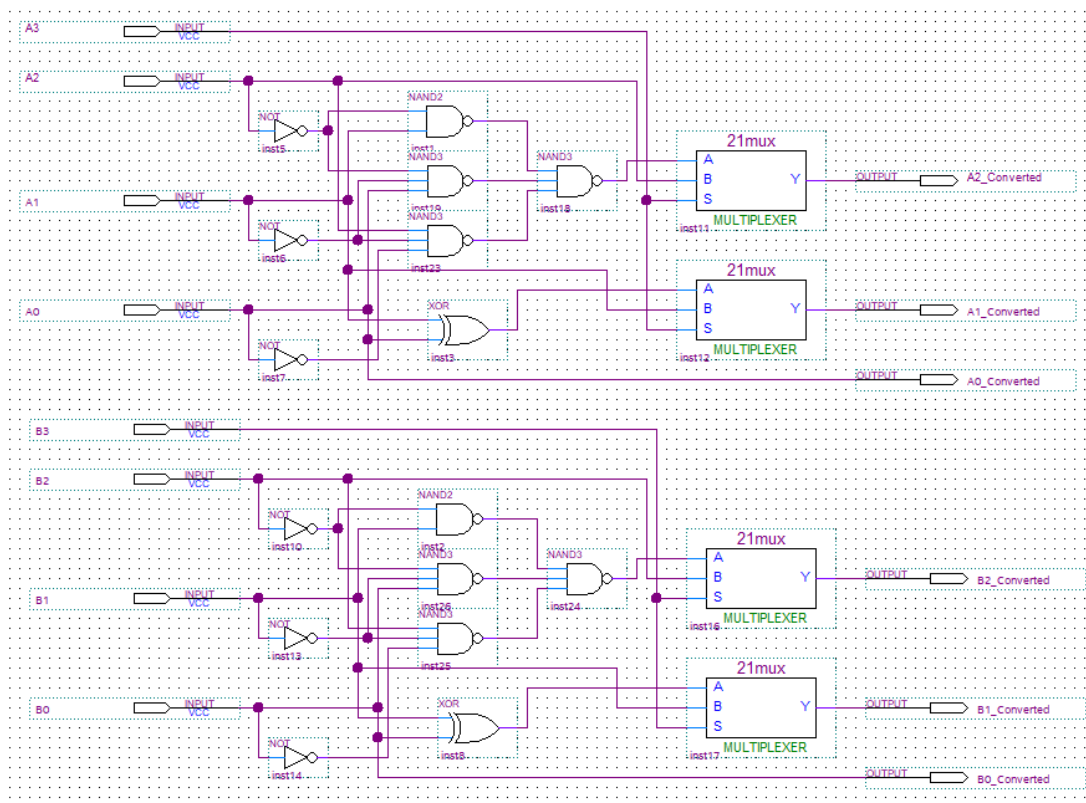 A3
INPUT
VCC
A2
INPUT
VCC
NAND2
NOT
inst5
inst1
NAND3
NAND3
21mux
A
B
S
Y
MULTIPLEXER
inst11
OUTPUT
A2_Converted
A1
INPUT
VCC
inst19
inst18
NAND3
NOT
inst6
inst23
21mux
A
B
S
Y
MULTIPLEXER
inst12
OUTPUT
A1_Converted
A0
INPUT
VCC
XOR
inst3
NOT
inst7
OUTPUT
A0_Converted
B3
INPUT
VCC
B2
INPUT
VCC
NAND2
NOT
inst10
inst2
NAND3
NAND3
21mux
A
B
S
Y
MULTIPLEXER
inst16
OUTPUT
B2_Converted
B1
INPUT
VCC
inst26
inst24
NAND3
NOT
inst13
inst25
21mux
A
B
S
Y
MULTIPLEXER
inst17
OUTPUT
B1_Converted
B0
INPUT
VCC
XOR
inst8
NOT
inst14
OUTPUT
B0_Converted